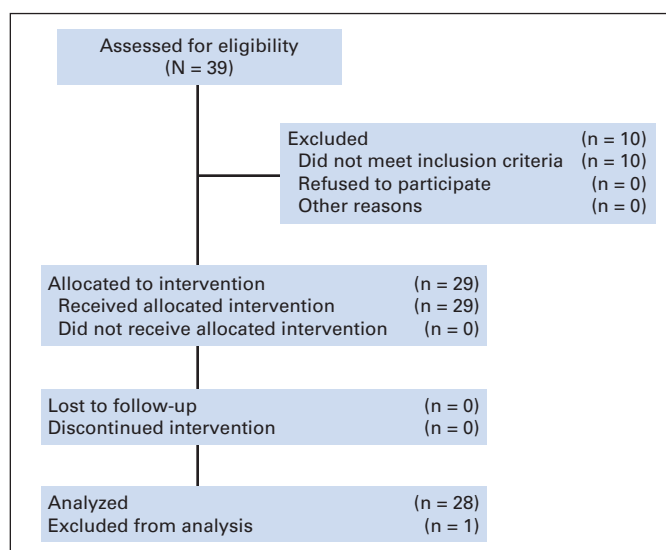 Assessed for eligibility
(N = 39)
Excluded (n = 10)
Did not meet inclusion criteria (n = 10)
Refused to participate (n = 0)
Other reasons (n = 0)
Allocated to intervention (n = 29)
Received allocated intervention (n = 29)
Did not receive allocated intervention (n = 0)
Lost to follow-up (n = 0)
Discontinued intervention (n = 0)
Analyzed (n = 28)
Excluded from analysis (n = 1)